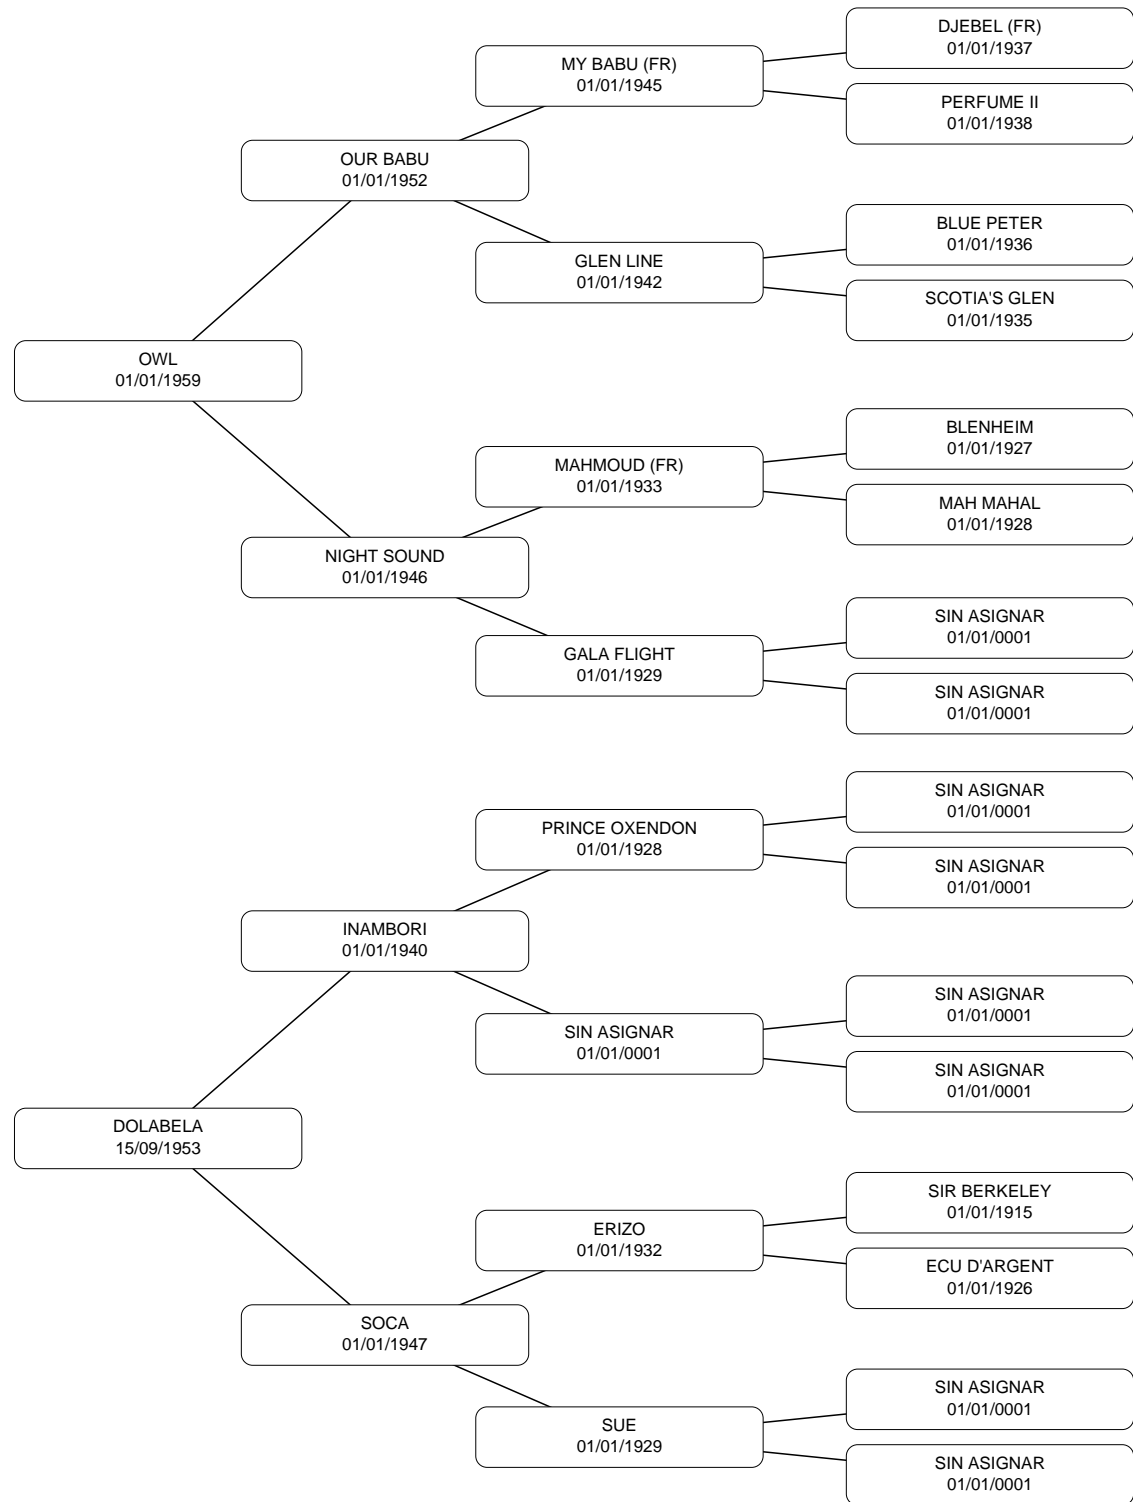 DJEBEL (FR)
01/01/1937
MY BABU (FR)
01/01/1945
PERFUME II
01/01/1938
OUR BABU
01/01/1952
BLUE PETER
01/01/1936
GLEN LINE
01/01/1942
SCOTIA'S GLEN
01/01/1935
OWL
01/01/1959
BLENHEIM
01/01/1927
MAHMOUD (FR)
01/01/1933
MAH MAHAL
01/01/1928
NIGHT SOUND
01/01/1946
SIN ASIGNAR
01/01/0001
GALA FLIGHT
01/01/1929
SIN ASIGNAR
01/01/0001
SIN ASIGNAR
01/01/0001
PRINCE OXENDON
01/01/1928
SIN ASIGNAR
01/01/0001
INAMBORI
01/01/1940
SIN ASIGNAR
01/01/0001
SIN ASIGNAR
01/01/0001
SIN ASIGNAR
01/01/0001
DOLABELA
15/09/1953
SIR BERKELEY
01/01/1915
ERIZO
01/01/1932
ECU D'ARGENT
01/01/1926
SOCA
01/01/1947
SIN ASIGNAR
01/01/0001
SUE
01/01/1929
SIN ASIGNAR
01/01/0001